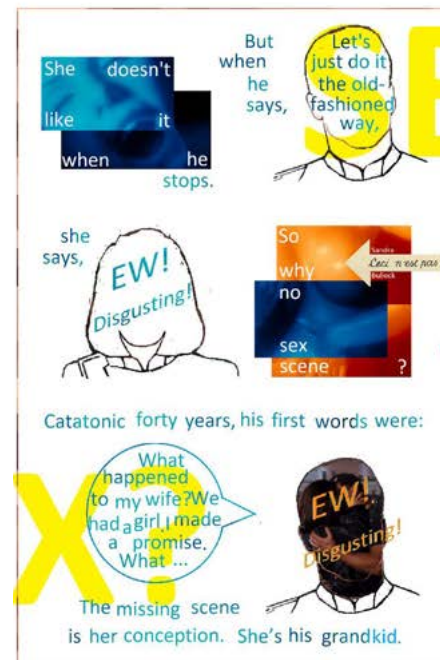 She doesn't
like it
when he
stops.
But
when
he
says,
Let's
just do it
the old-
fashioned
way,
SE
she
says,
EW!
Disgusting!
So
why
no
sex
scene ?
Sandra
Ceci n'est pas
Bullock
Catatonic forty years, his first words were:
What
happened
to my wife? We
had a girl. I made
a promise.
What ...
X?
EW!
Disgusting!
The missing scene
is her conception. She's his grandkid.